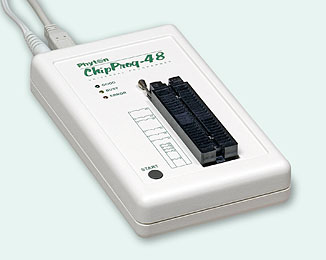 Phyton
ChipProg-48
GOOD
BUSY
ERROR
START